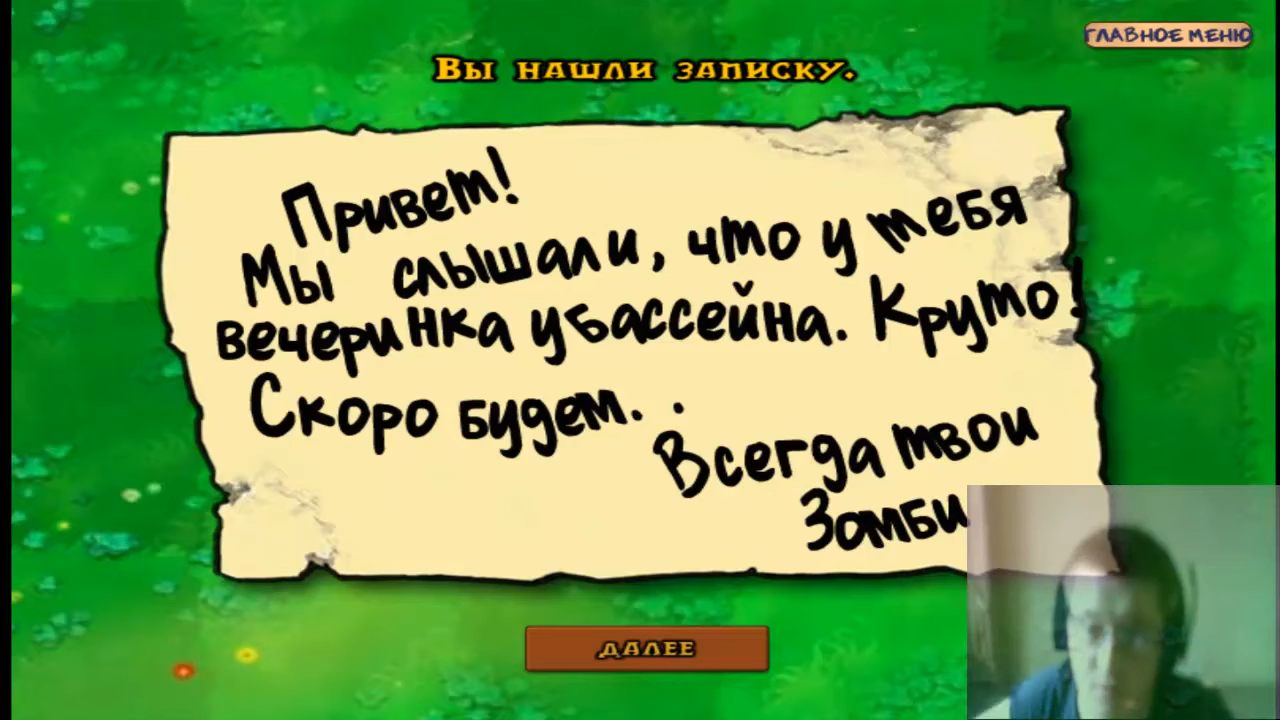 ГЛАВНОЕ МЕНЮ
Вы нашли записку.
Привет!
Мы слышали, что у тебя
вечеринка у бассейна. Круто!
Скоро будем. .
Всегда твои
Зомби
ДАЛЕЕ